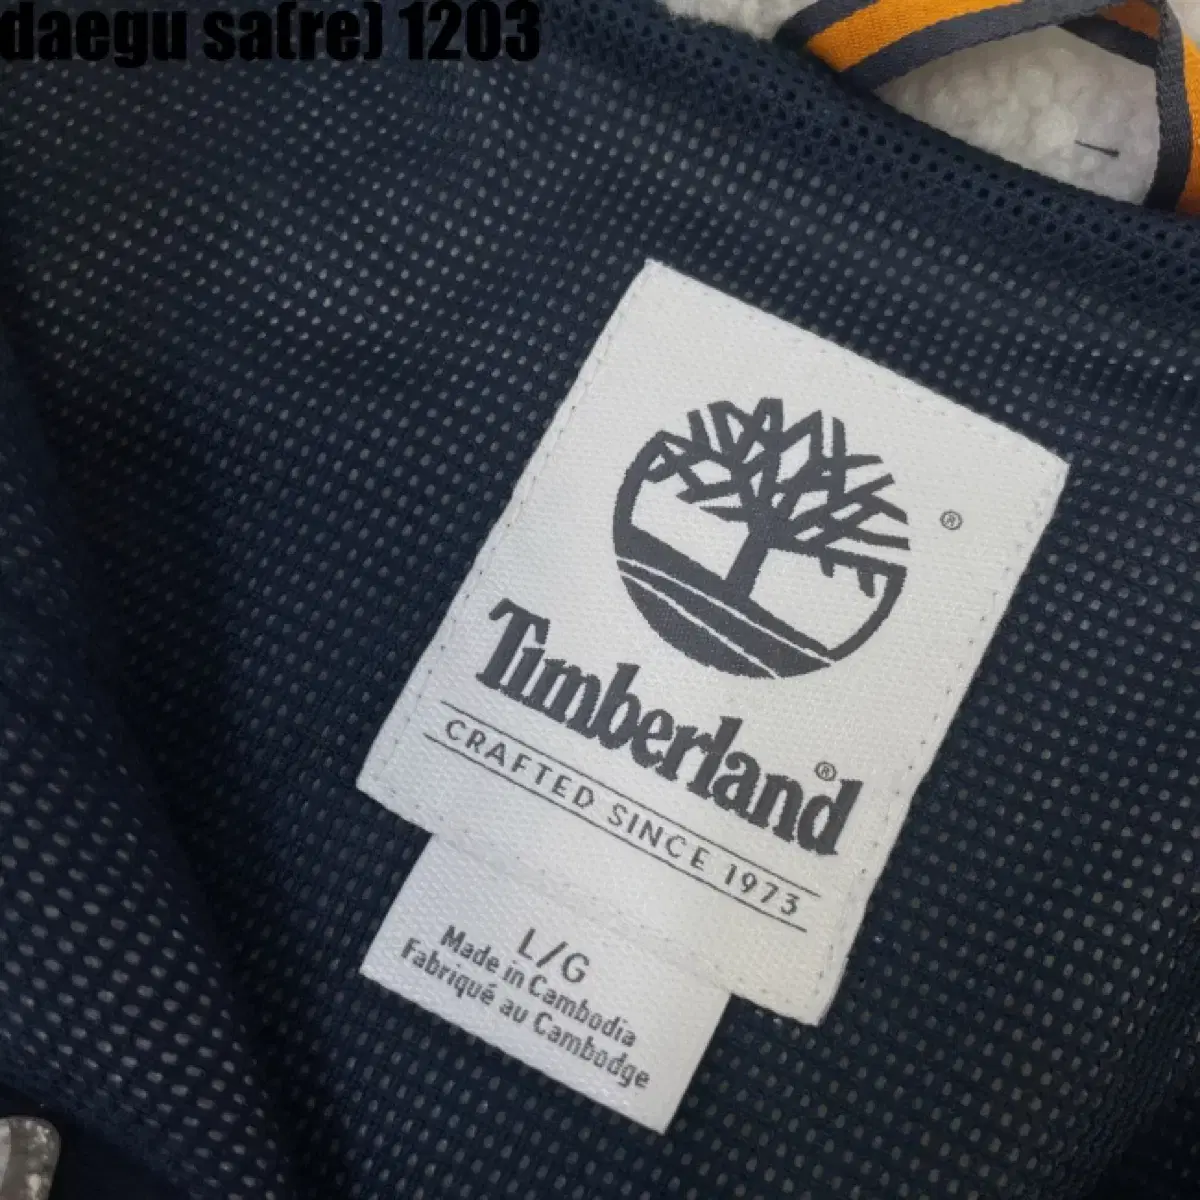 daegu sa(re) 1203
®
Timberland®
CRAFTED SINCE 1973
L/G
Made in Cambodia
Fabriqué au Cambodge